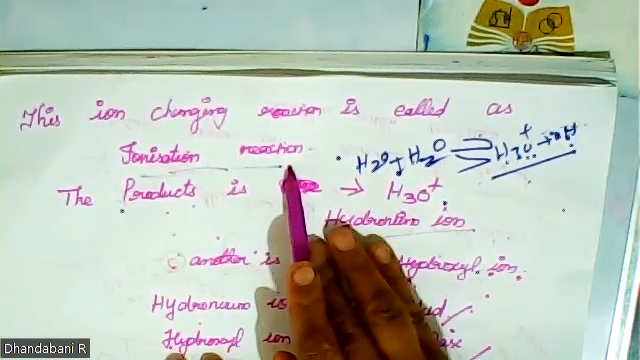 This ion changing reaction is called as
Ionisation reaction.
H2O + H2O H3O+ + OH
The Products is → H3O+
Hydronium ion
another is Hydroxyl ion
Hydronium
Hydroxyl ion
Dhandabani R